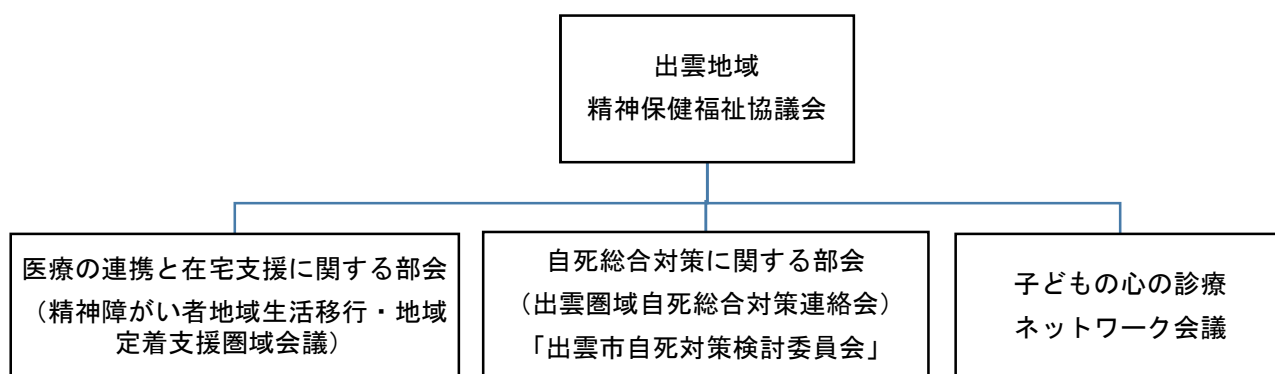 出雲地域
精神保健福祉協議会
医療の連携と在宅支援に関する部会
（精神障がい者地域生活移行・地域
定着支援圏域会議）
自死総合対策に関する部会
（出雲圏域自死総合対策連絡会）
「出雲市自死対策検討委員会」
子どもの心の診療
ネットワーク会議